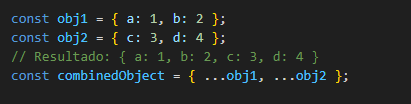 const obj1 = { a: 1, b: 2 };
const obj2 = { c: 3, d: 4 };
// Resultado: { a: 1, b: 2, c: 3, d: 4 }
const combinedObject = { ...obj1, ...obj2 };